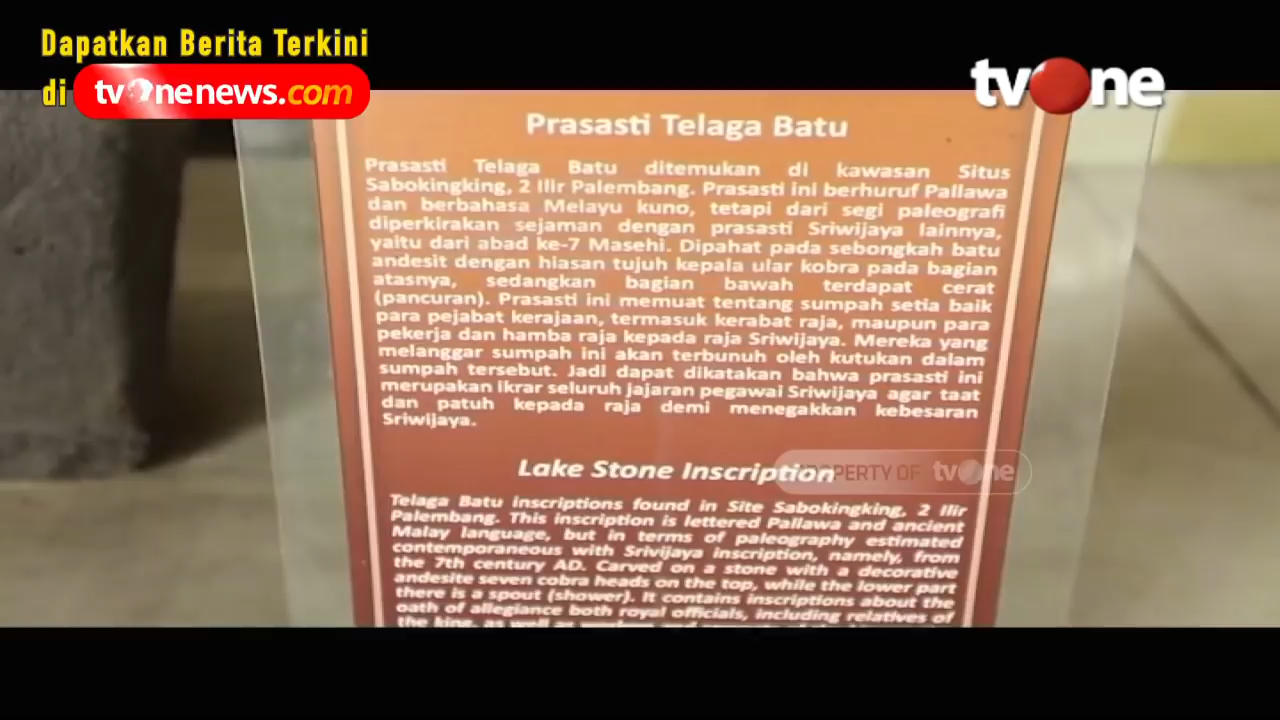 Dapatkan Berita Terkini
di tvOnenews.com
tvOne
Prasasti Telaga Batu
Prasasti Telaga Batu ditemukan di kawasan Situs
Sabokingking, 2 Ilir Palembang. Prasasti ini berhuruf Pallawa
dan berbahasa Melayu kuno, tetapi dari segi paleografi
diperkirakan sejaman dengan prasasti Sriwijaya lainnya,
yaitu dari abad ke-7 Masehi. Dipahat pada sebongkah batu
andesit dengan hiasan tujuh kepala ular kobra pada bagian
atasnya, sedangkan bagian bawah terdapat cerat
(pancuran). Prasasti ini memuat tentang sumpah setia baik
para pejabat kerajaan, termasuk kerabat raja, maupun para
pekerja dan hamba raja kepada raja Sriwijaya. Mereka yang
melanggar sumpah ini akan terbunuh oleh kutukan dalam
sumpah tersebut. Jadi dapat dikatakan bahwa prasasti ini
merupakan ikrar seluruh jajaran pegawai Sriwijaya agar taat
dan patuh kepada raja demi menegakkan kebesaran
Sriwijaya.
Lake Stone Inscription
PROPERTY OF tvOne
Telaga Batu inscriptions found in Site Sabokingking, 2 Ilir
Palembang. This inscription is lettered Pallawa and ancient
Malay language, but in terms of paleography estimated
contemporaneous with Srivijaya inscription, namely, from
the 7th century AD. Carved on a stone with a decorative
andesite seven cobra heads on the top, while the lower part
there is a spout (shower). It contains inscriptions about the
oath of allegiance both royal officials, including relatives of
the king, as well as